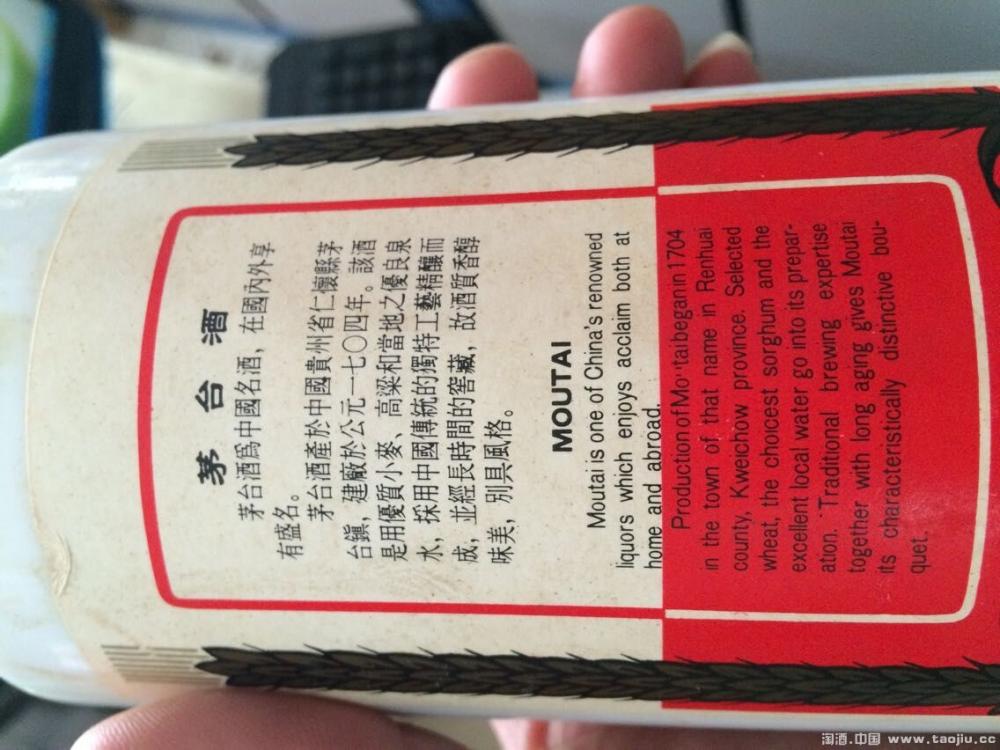 茅台酒
茅台酒爲中國名酒，在國內外享
有盛名。
茅台酒產於中國貴州省仁懷縣茅
台鎮，建廠於公元一七〇四年。該酒
是用優質小麥、高粱和當地之優良泉
水，採用中國傳統的獨特工藝精釀而
成，並經長時間的窖藏，故酒質香醇
味美，別具風格。
MOUTAI
Moutai is one of China's renowned
liquors which enjoys acclaim both at
home and abroad.
Production of Mo·tai began in 1704
in the town of that name in Renhuai
county, Kweichow province. Selected
wheat, the choicest sorghum and the
excellent local water go into its prepar-
ation. Traditional brewing expertise
together with long aging gives Moutai
its characteristically distinctive bou-
quet.
淘酒.中国 www.taojiu.cc